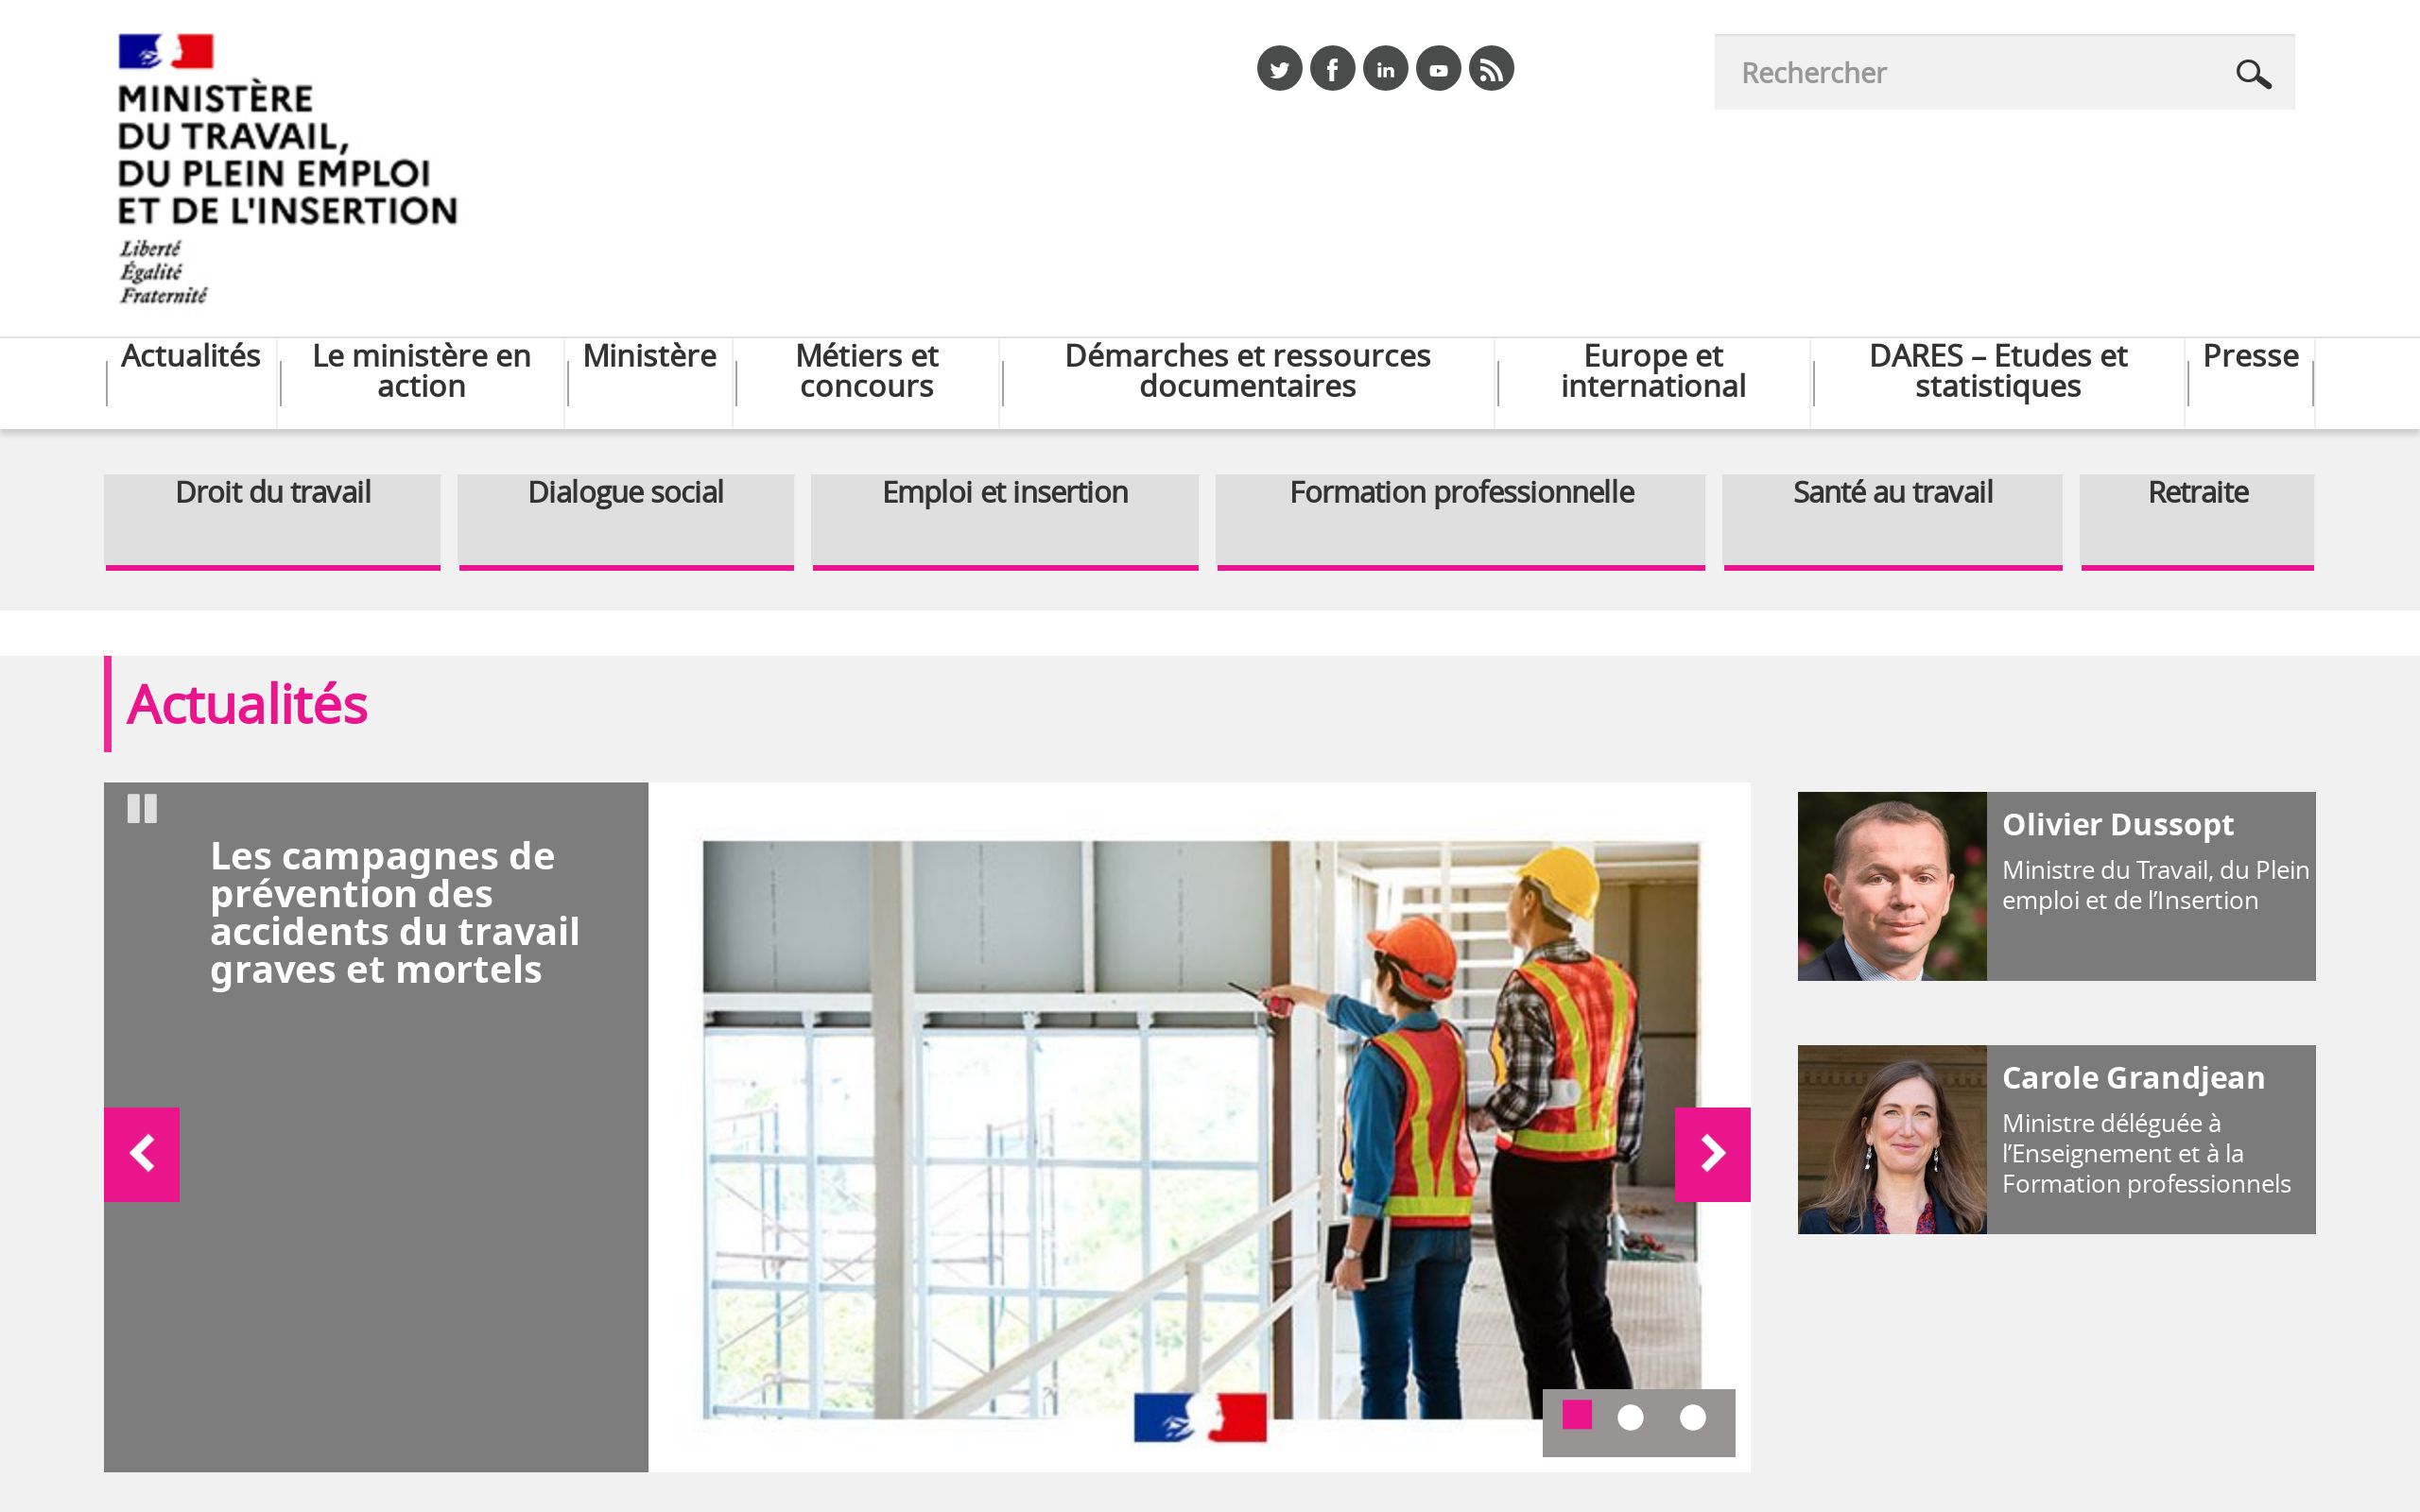 MINISTÈRE
DU TRAVAIL,
DU PLEIN EMPLOI
ET DE L'INSERTION
Liberté
Égalité
Fraternité
Rechercher
Actualités
Le ministère en
action
Ministère
Métiers et
concours
Démarches et ressources
documentaires
Europe et
international
DARES – Etudes et
statistiques
Presse
Droit du travail
Dialogue social
Emploi et insertion
Formation professionnelle
Santé au travail
Retraite
Actualités
Les campagnes de
prévention des
accidents du travail
graves et mortels
Olivier Dussopt
Ministre du Travail, du Plein
emploi et de l’Insertion
Carole Grandjean
Ministre déléguée à
l’Enseignement et à la
Formation professionnels